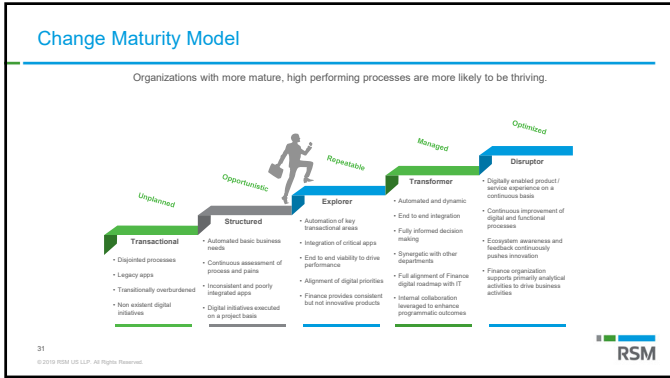 Change Maturity Model
Organizations with more mature, high performing processes are more likely to be thriving.
Unplanned
Transactional
• Disjointed processes
• Legacy apps
• Transitionally overburdened
• Non existent digital
initiatives
Opportunistic
Structured
• Automated basic business
needs
• Continuous assessment of
process and pains
• Inconsistent and poorly
integrated apps
• Digital initiatives executed
on a project basis
Repeatable
Explorer
• Automation of key
transactional areas
• Integration of critical apps
• End to end viability to drive
performance
• Alignment of digital priorities
• Finance provides consistent
but not innovative products
Managed
Transformer
• Automated and dynamic
• End to end integration
• Fully informed decision
making
• Synergetic with other
departments
• Full alignment of Finance
digital roadmap with IT
• Internal collaboration
leveraged to enhance
programmatic outcomes
Optimized
Disruptor
• Digitally enabled product /
service experience on a
continuous basis
• Continuous improvement of
digital and functional
processes
• Ecosystem awareness and
feedback continuously
pushes innovation
• Finance organization
supports primarily analytical
activities to drive business
activities
31
© 2019 RSM US LLP. All Rights Reserved.
RSM